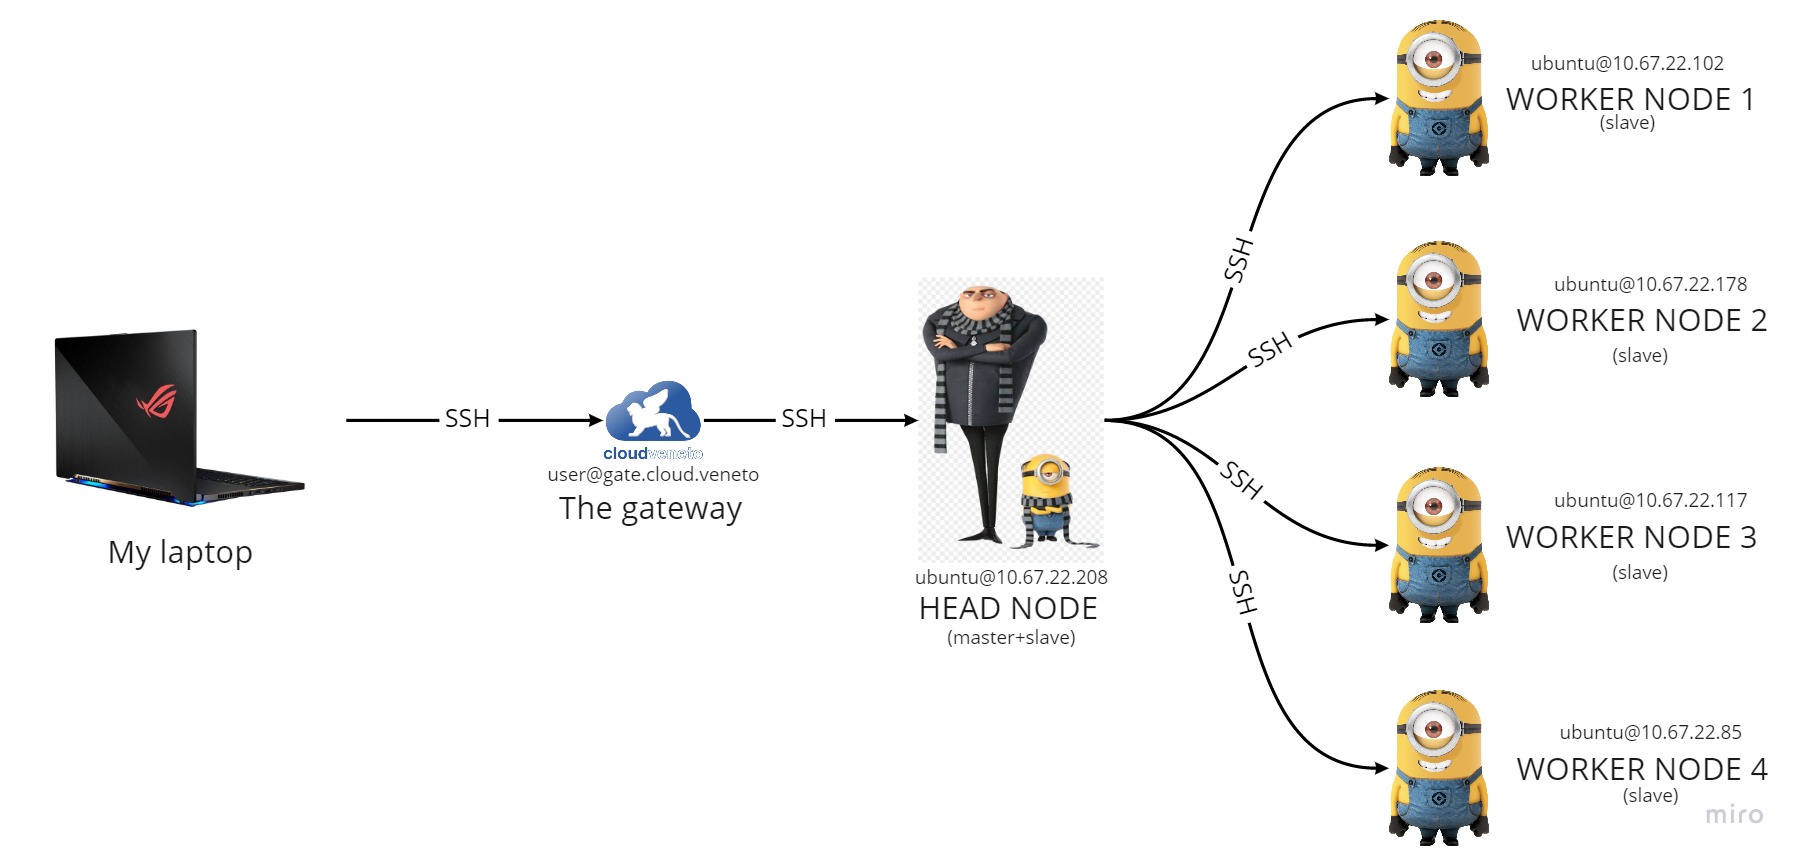 My laptop
SSH
cloudveneto
user@gate.cloud.veneto
The gateway
SSH
ubuntu@10.67.22.208
HEAD NODE
(master+slave)
SSH
SSH
SSH
SSH
ubuntu@10.67.22.102
WORKER NODE 1
(slave)
ubuntu@10.67.22.178
WORKER NODE 2
(slave)
ubuntu@10.67.22.117
WORKER NODE 3
(slave)
ubuntu@10.67.22.85
WORKER NODE 4
(slave)
miro